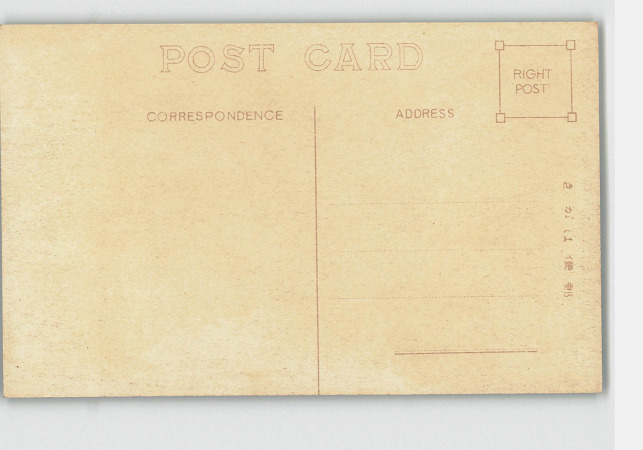 POST CARD
CORRESPONDENCE
ADDRESS
RIGHT
POST
郵便はがき